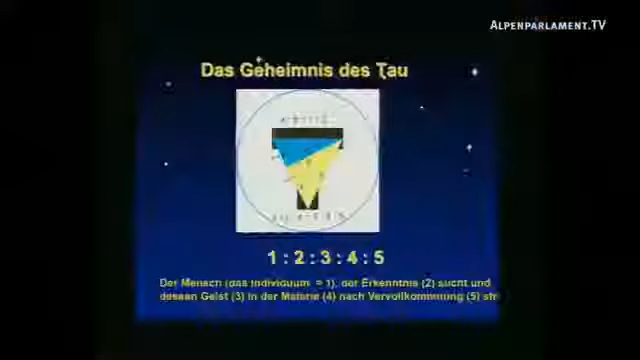 ALPENPARLAMENT.TV
Das Geheimnis des Tau
1 : 2 : 3 : 4 : 5
Der Mensch (das Individuum = 1), der Erkenntnis (2) sucht und
dessen Geist (3) in der Materie (4) nach Vervollkommnung (5) str